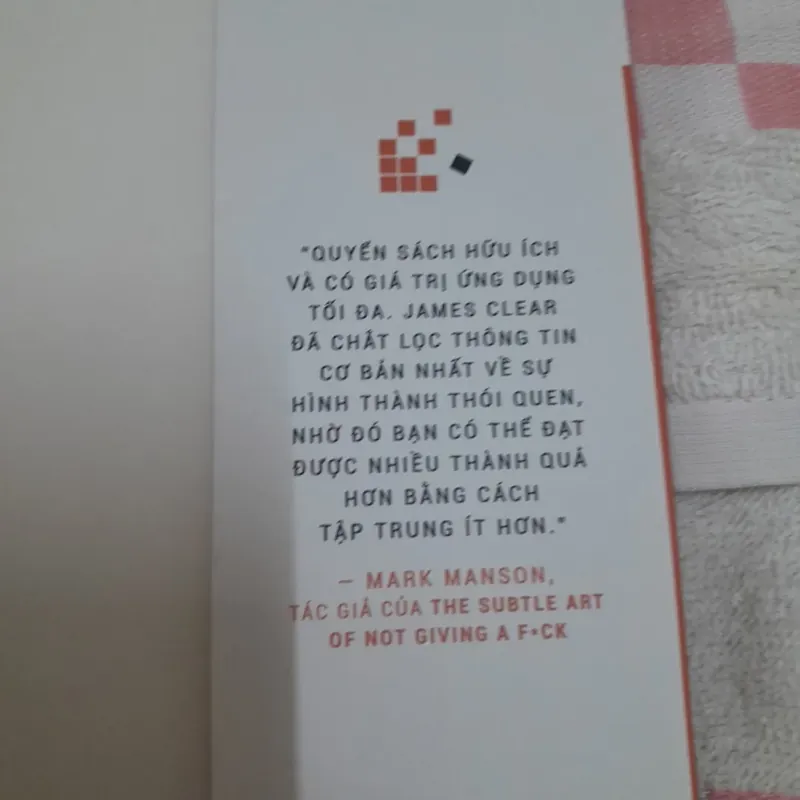 "QUYỂN SÁCH HỮU ÍCH
VÀ CÓ GIÁ TRỊ ỨNG DỤNG
TỐI ĐA. JAMES CLEAR
ĐÃ CHẮT LỌC THÔNG TIN
CƠ BẢN NHẤT VỀ SỰ
HÌNH THÀNH THÓI QUEN,
NHỜ ĐÓ BẠN CÓ THỂ ĐẠT
ĐƯỢC NHIỀU THÀNH QUẢ
HƠN BẰNG CÁCH
TẬP TRUNG ÍT HƠN."
– MARK MANSON,
TÁC GIẢ CỦA THE SUBTLE ART
OF NOT GIVING A F*CK